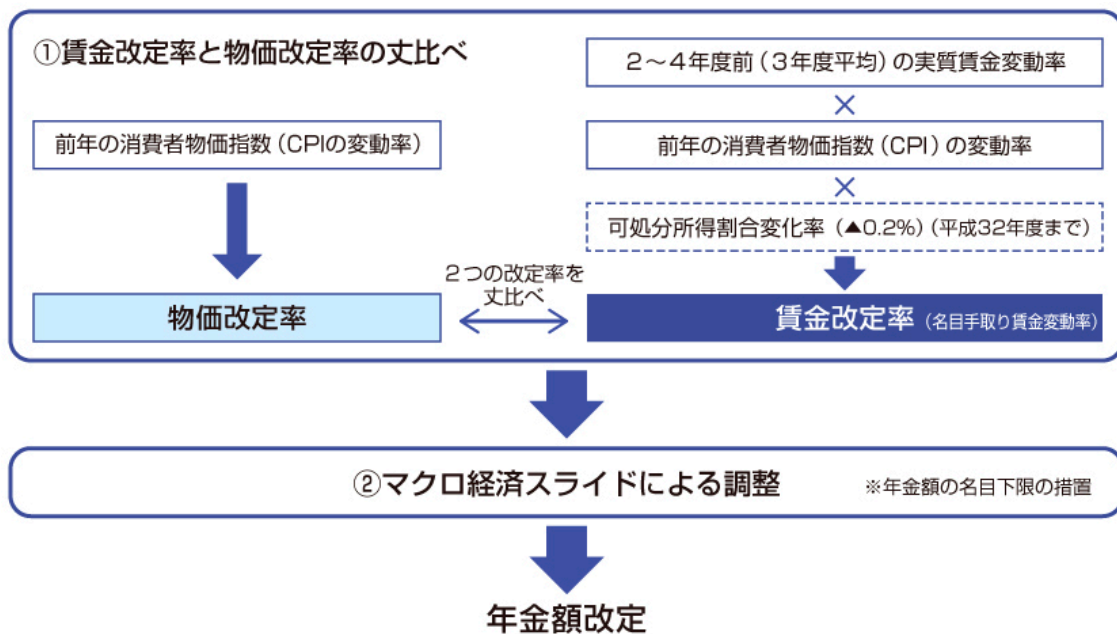 ①賃金改定率と物価改定率の丈比べ
前年の消費者物価指数（CPIの変動率）
物価改定率
2つの改定率を
丈比べ
２〜４年度前（３年度平均）の実質賃金変動率
×
前年の消費者物価指数（CPI）の変動率
×
可処分所得割合変化率（▲0.2%）（平成32年度まで）
賃金改定率（名目手取り賃金変動率）
②マクロ経済スライドによる調整
※年金額の名目下限の措置
年金額改定